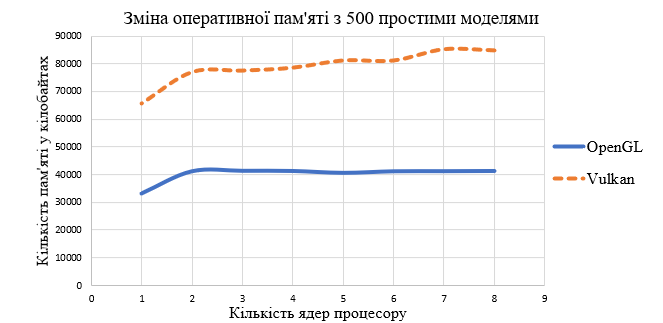 Зміна оперативної пам'яті з 500 простими моделями
Кількість пам'яті у кілобайтах
90000
80000
70000
60000
50000
40000
30000
20000
10000
0
0 1 2 3 4 5 6 7 8 9
Кількість ядер процесору
OpenGL
Vulkan